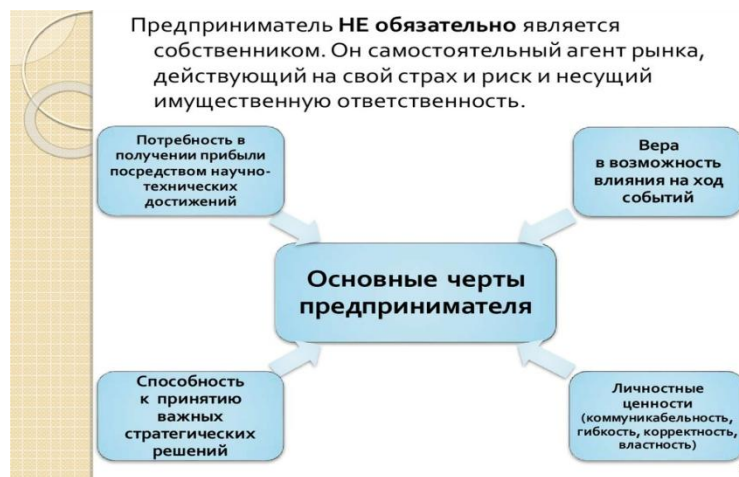 Предприниматель НЕ обязательно является
собственником. Он самостоятельный агент рынка,
действующий на свой страх и риск и несущий
имущественную ответственность.
Потребность в
получении прибыли
посредством научно-
технических
достижений
Вера
в возможность
влияния на ход
событий
Основные черты
предпринимателя
Способность
к принятию
важных
стратегических
решений
Личностные
ценности
(коммуникабельность,
гибкость, корректность,
властность)